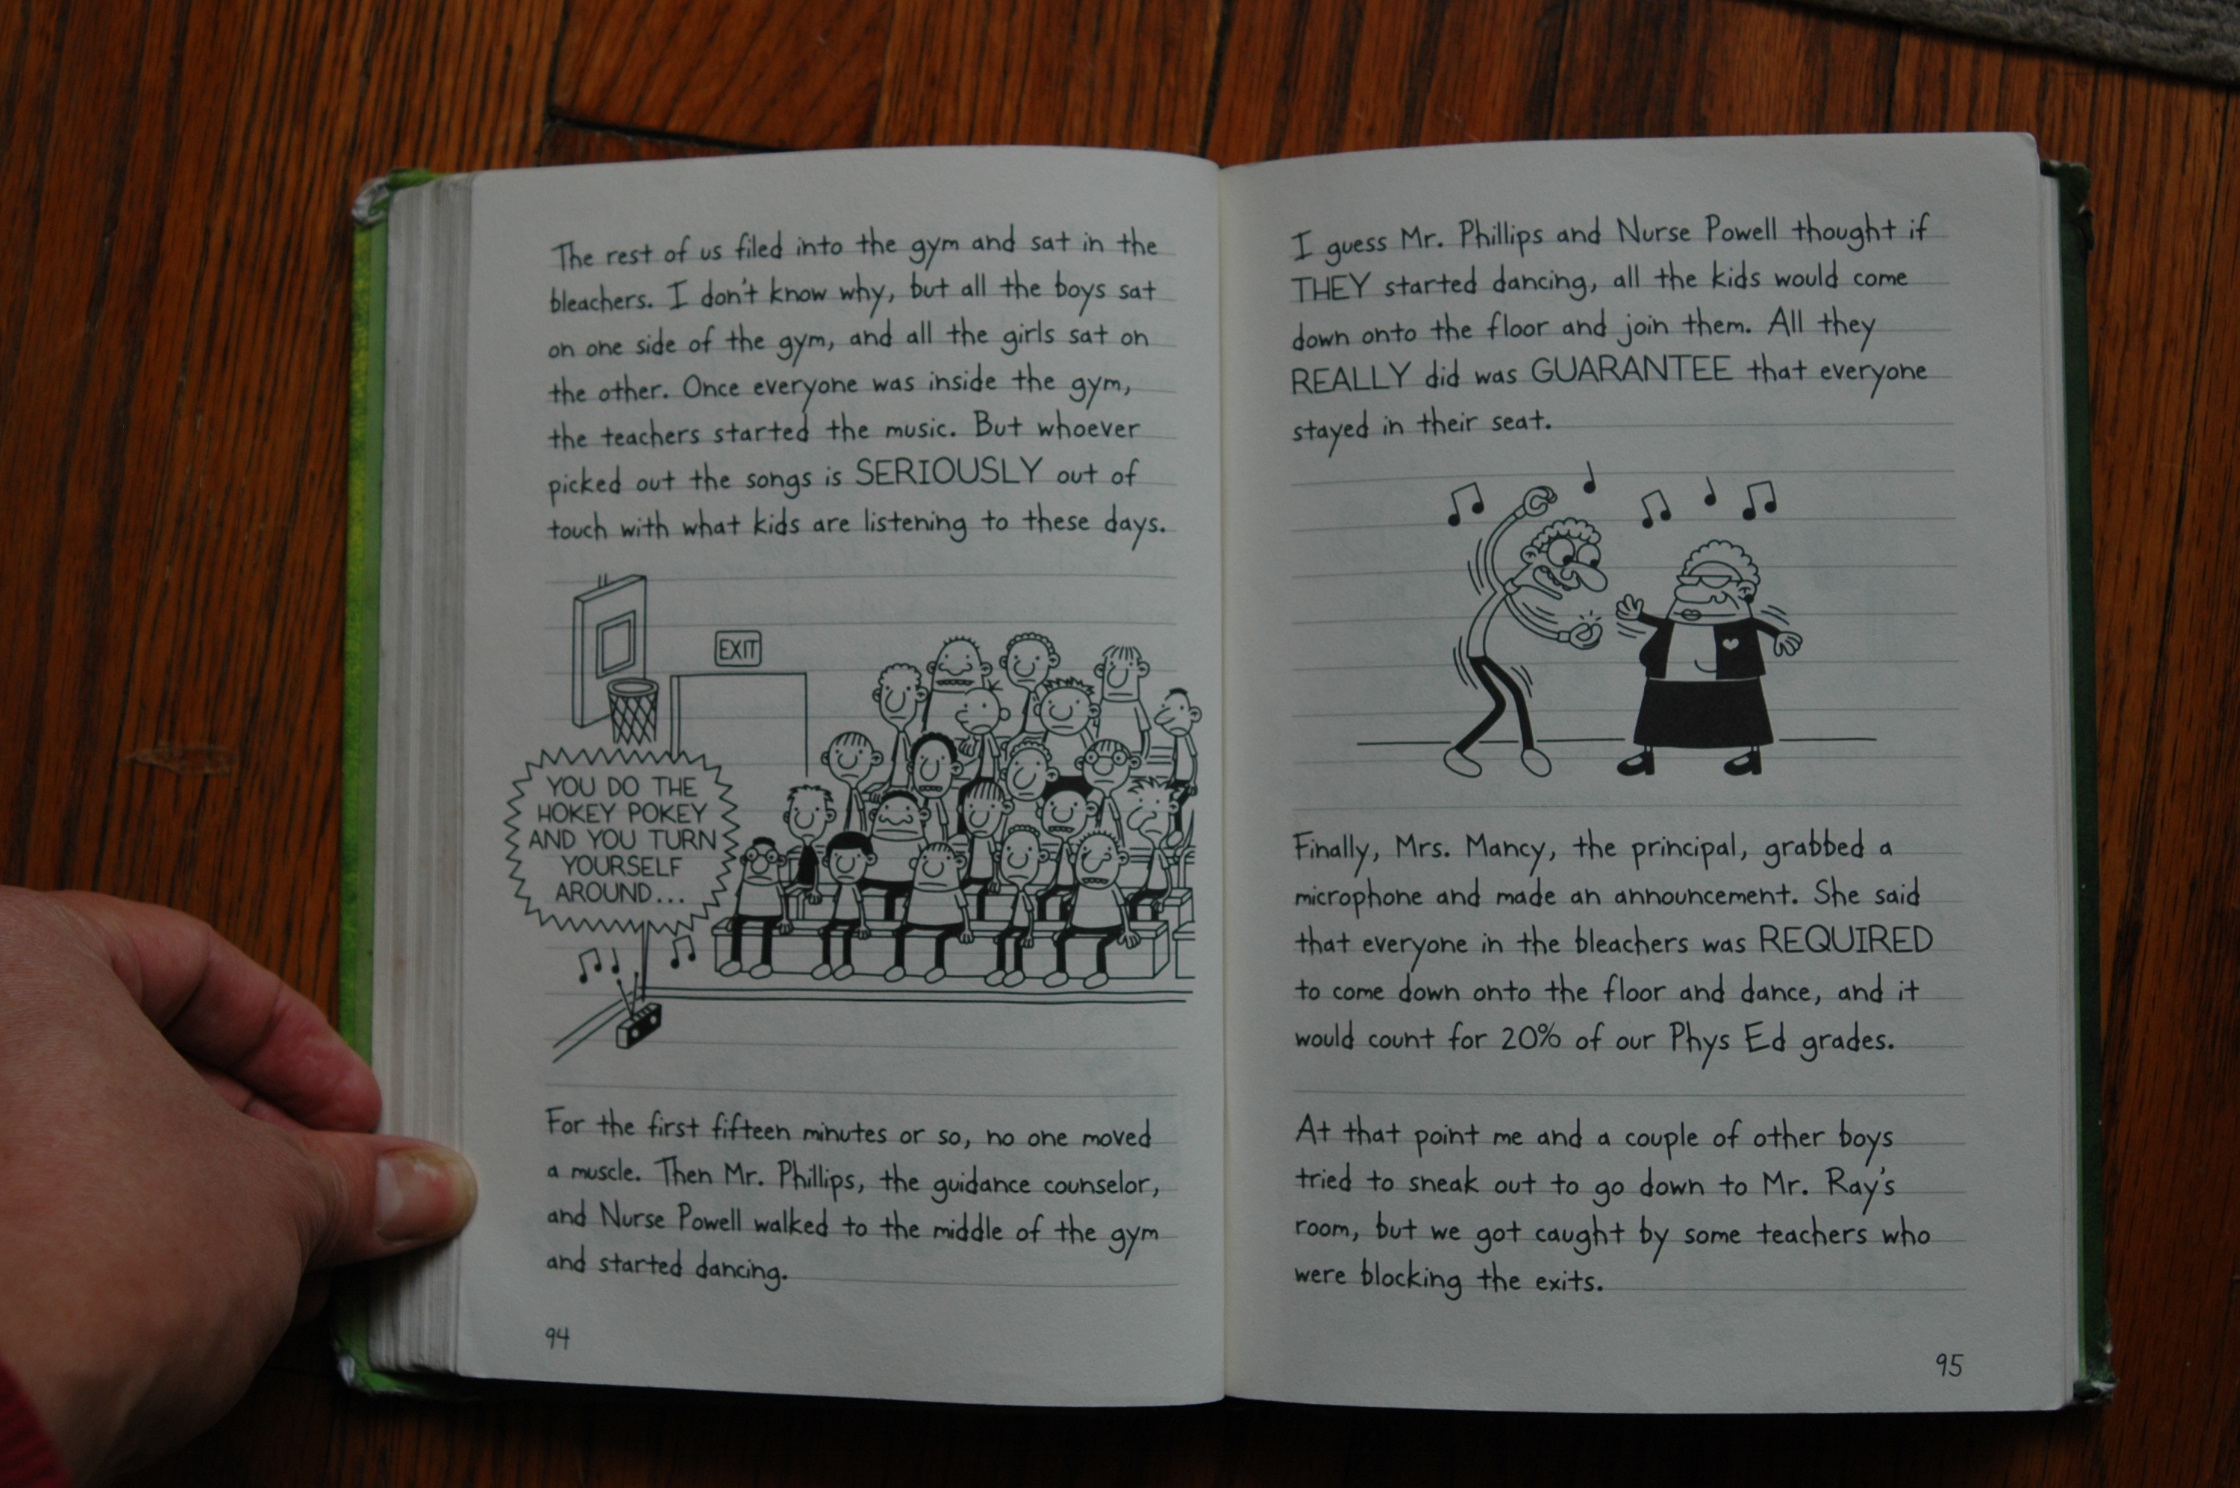 The rest of us filed into the gym and sat in the
bleachers. I don't know why, but all the boys sat
on one side of the gym, and all the girls sat on
the other. Once everyone was inside the gym,
the teachers started the music. But whoever
picked out the songs is SERIOUSLY out of
touch with what kids are listening to these days.
EXIT
YOU DO THE
HOKEY POKEY
AND YOU TURN
YOURSELF
AROUND...
For the first fifteen minutes or so, no one moved
a muscle. Then Mr. Phillips, the guidance counselor,
and Nurse Powell walked to the middle of the gym
and started dancing.
94
I guess Mr. Phillips and Nurse Powell thought if
THEY started dancing, all the kids would come
down onto the floor and join them. All they
REALLY did was GUARANTEE that everyone
stayed in their seat.
Finally, Mrs. Mancy, the principal, grabbed a
microphone and made an announcement. She said
that everyone in the bleachers was REQUIRED
to come down onto the floor and dance, and it
would count for 20% of our Phys Ed grades.
At that point me and a couple of other boys
tried to sneak out to go down to Mr. Ray's
room, but we got caught by some teachers who
were blocking the exits.
95